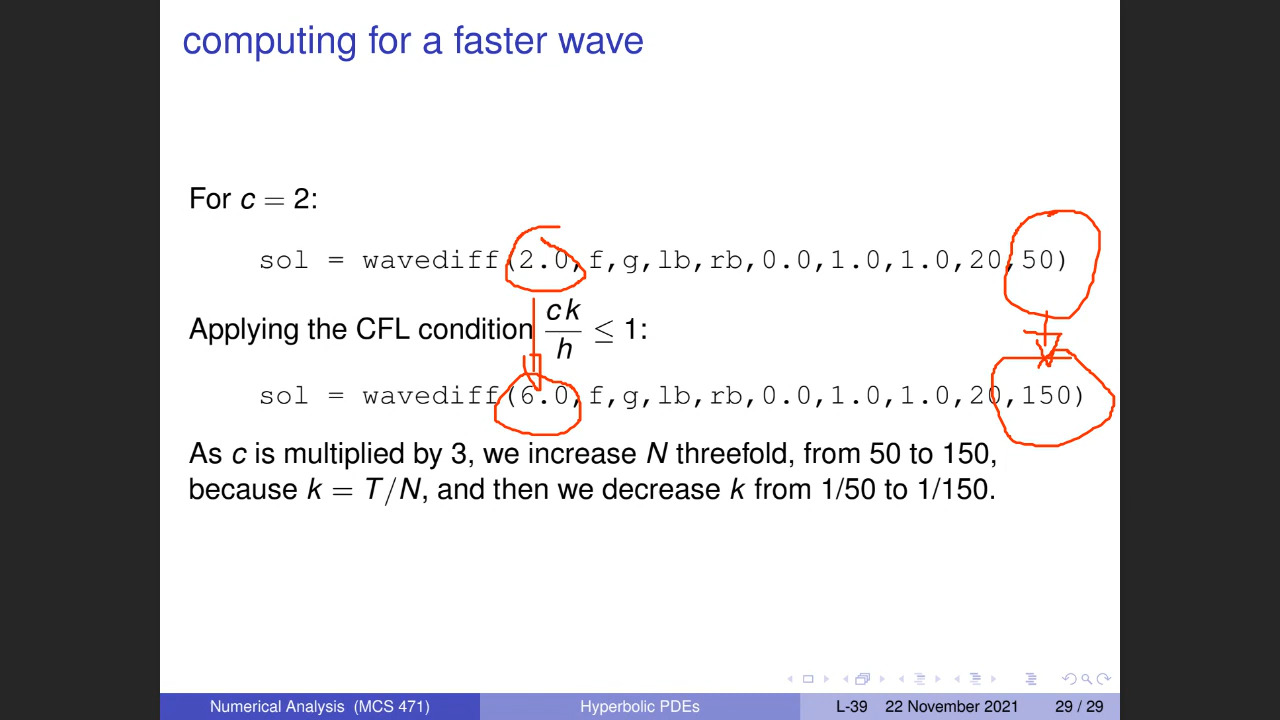 computing for a faster wave
For c = 2:
sol = wavediff(2.0,f,g,lb,rb,0.0,1.0,1.0,20,50)
Applying the CFL condition ck/h ≤ 1:
sol = wavediff(6.0,f,g,lb,rb,0.0,1.0,1.0,20,150)
As c is multiplied by 3, we increase N threefold, from 50 to 150,
because k = T/N, and then we decrease k from 1/50 to 1/150.
Numerical Analysis (MCS 471) Hyperbolic PDEs L-39 22 November 2021 29 / 29